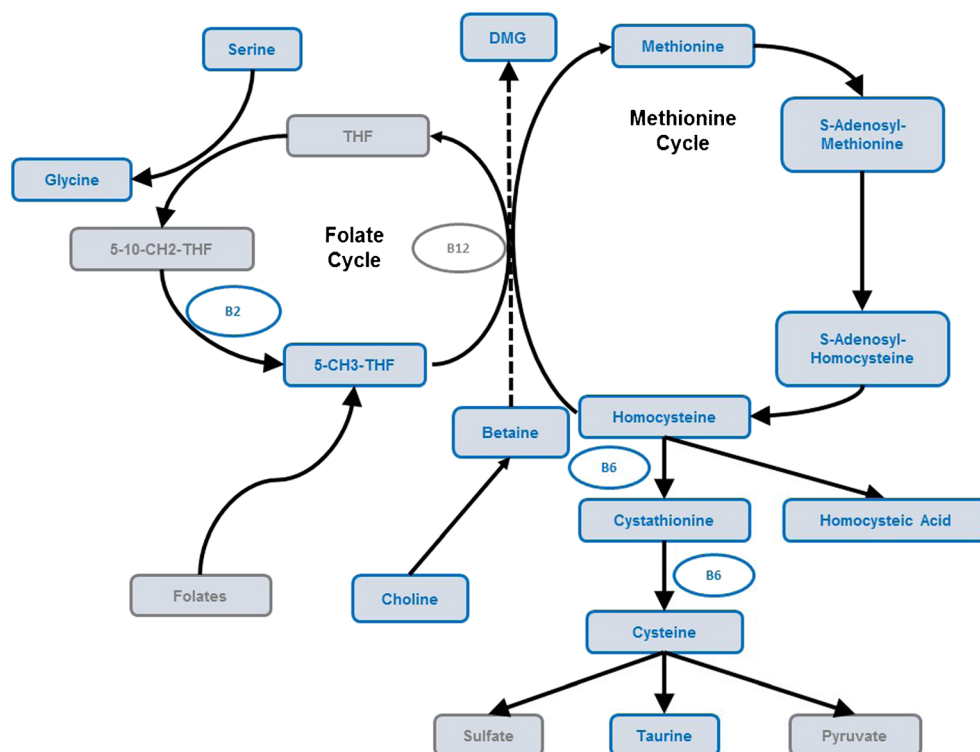 DMG
Methionine
Serine
THF
Methionine
Cycle
S-Adenosyl-
Methionine
Glycine
5-10-CH2-THF
Folate
Cycle
B12
B2
5-CH3-THF
S-Adenosyl-
Homocysteine
Betaine
Homocysteine
B6
Cystathionine
Homocysteic Acid
B6
Folates
Choline
Cysteine
Sulfate
Taurine
Pyruvate